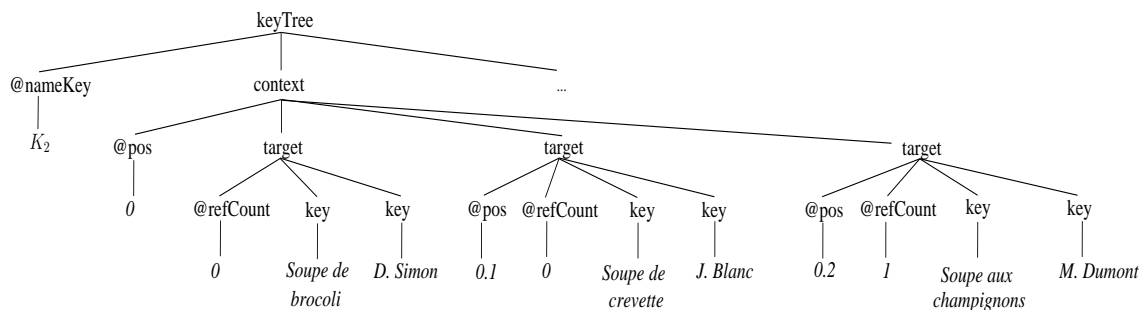 keyTree
@nameKey context ...
K₂
@pos target target target
0 @refCount key key @pos @refCount key key @pos @refCount key key
0 Soupe de D. Simon 0.1 0 Soupe de J. Blanc 0.2 1 Soupe aux M. Dumont
brocoli crevette champignons